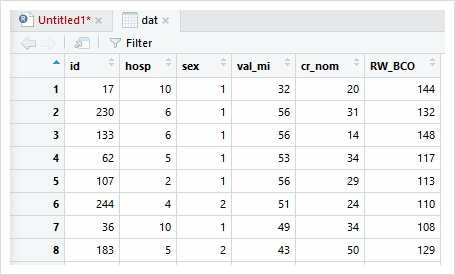 Untitled1* × dat ×
Filter
id hosp sex val_mi cr_nom RW_BCO
1 17 10 1 32 20 144
2 230 6 1 56 31 132
3 133 6 1 56 14 148
4 62 5 1 53 34 117
5 107 2 1 56 29 113
6 244 4 2 51 24 110
7 36 10 1 49 34 108
8 183 5 2 43 50 129